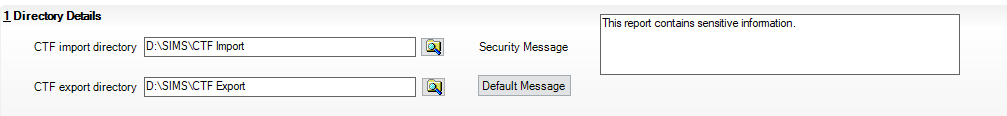 1 Directory Details
This report contains sensitive information.
CTF import directory D:\SIMS\CTF Import Security Message
CTF export directory D:\SIMS\CTF Export Default Message